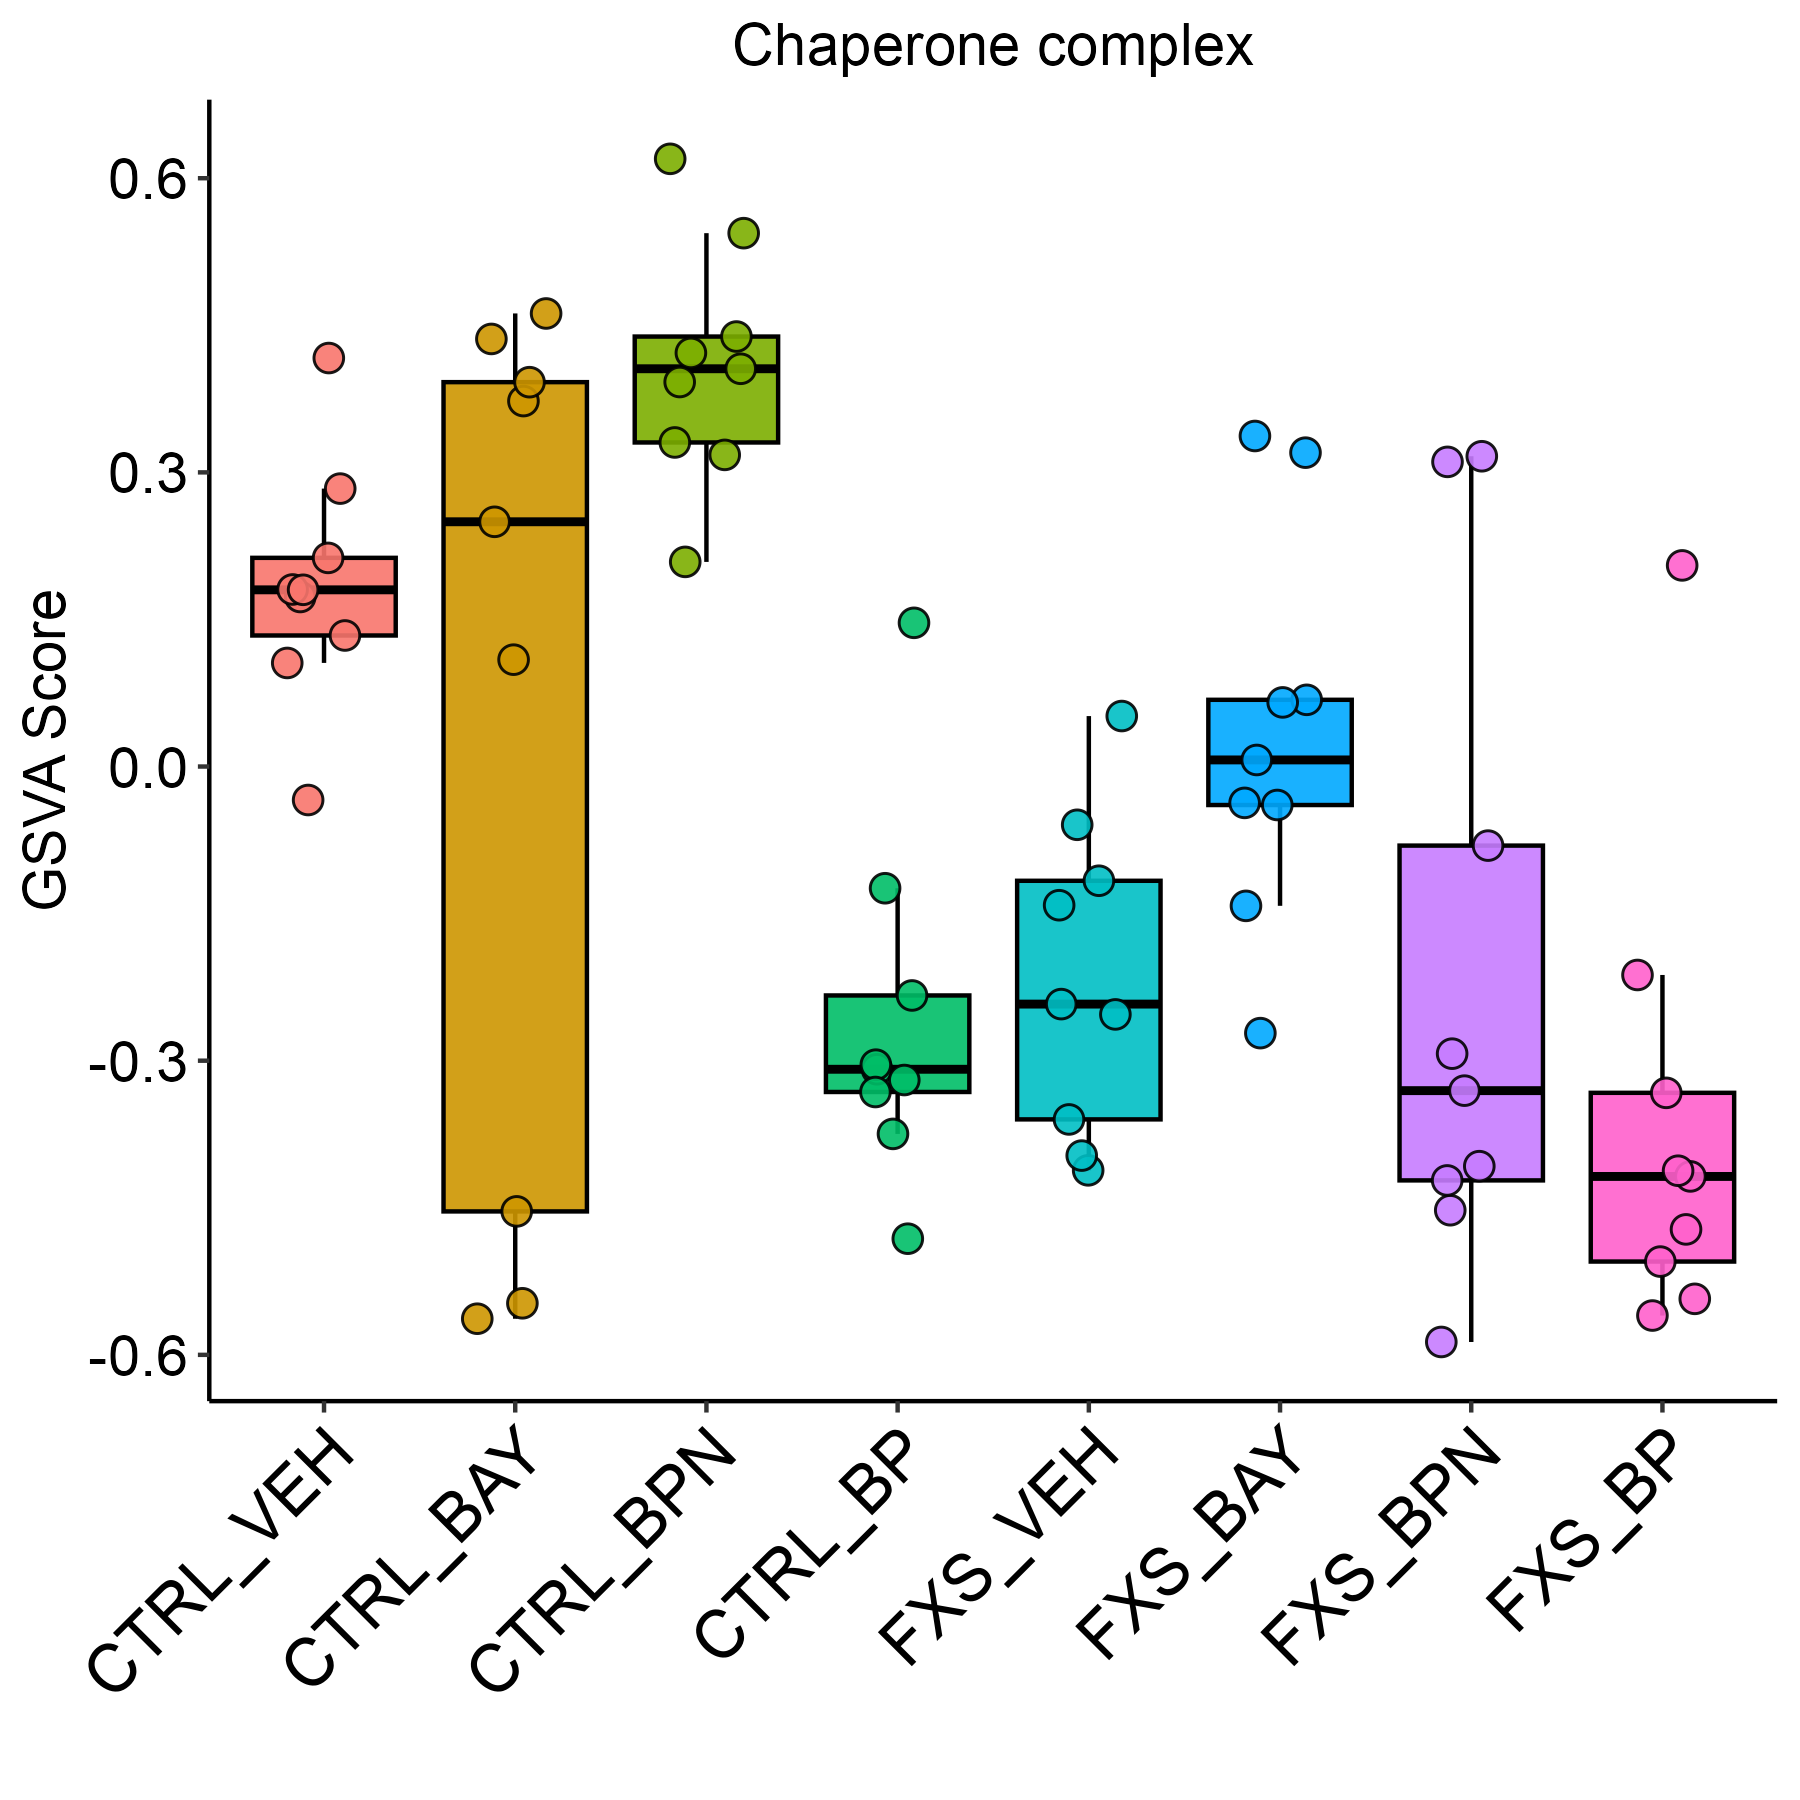 Chaperone complex
GSVA Score
0.6
0.3
0.0
-0.3
-0.6
CTRL_VEH
CTRL_BAY
CTRL_BPN
CTRL_BP
FXS_VEH
FXS_BAY
FXS_BPN
FXS_BP